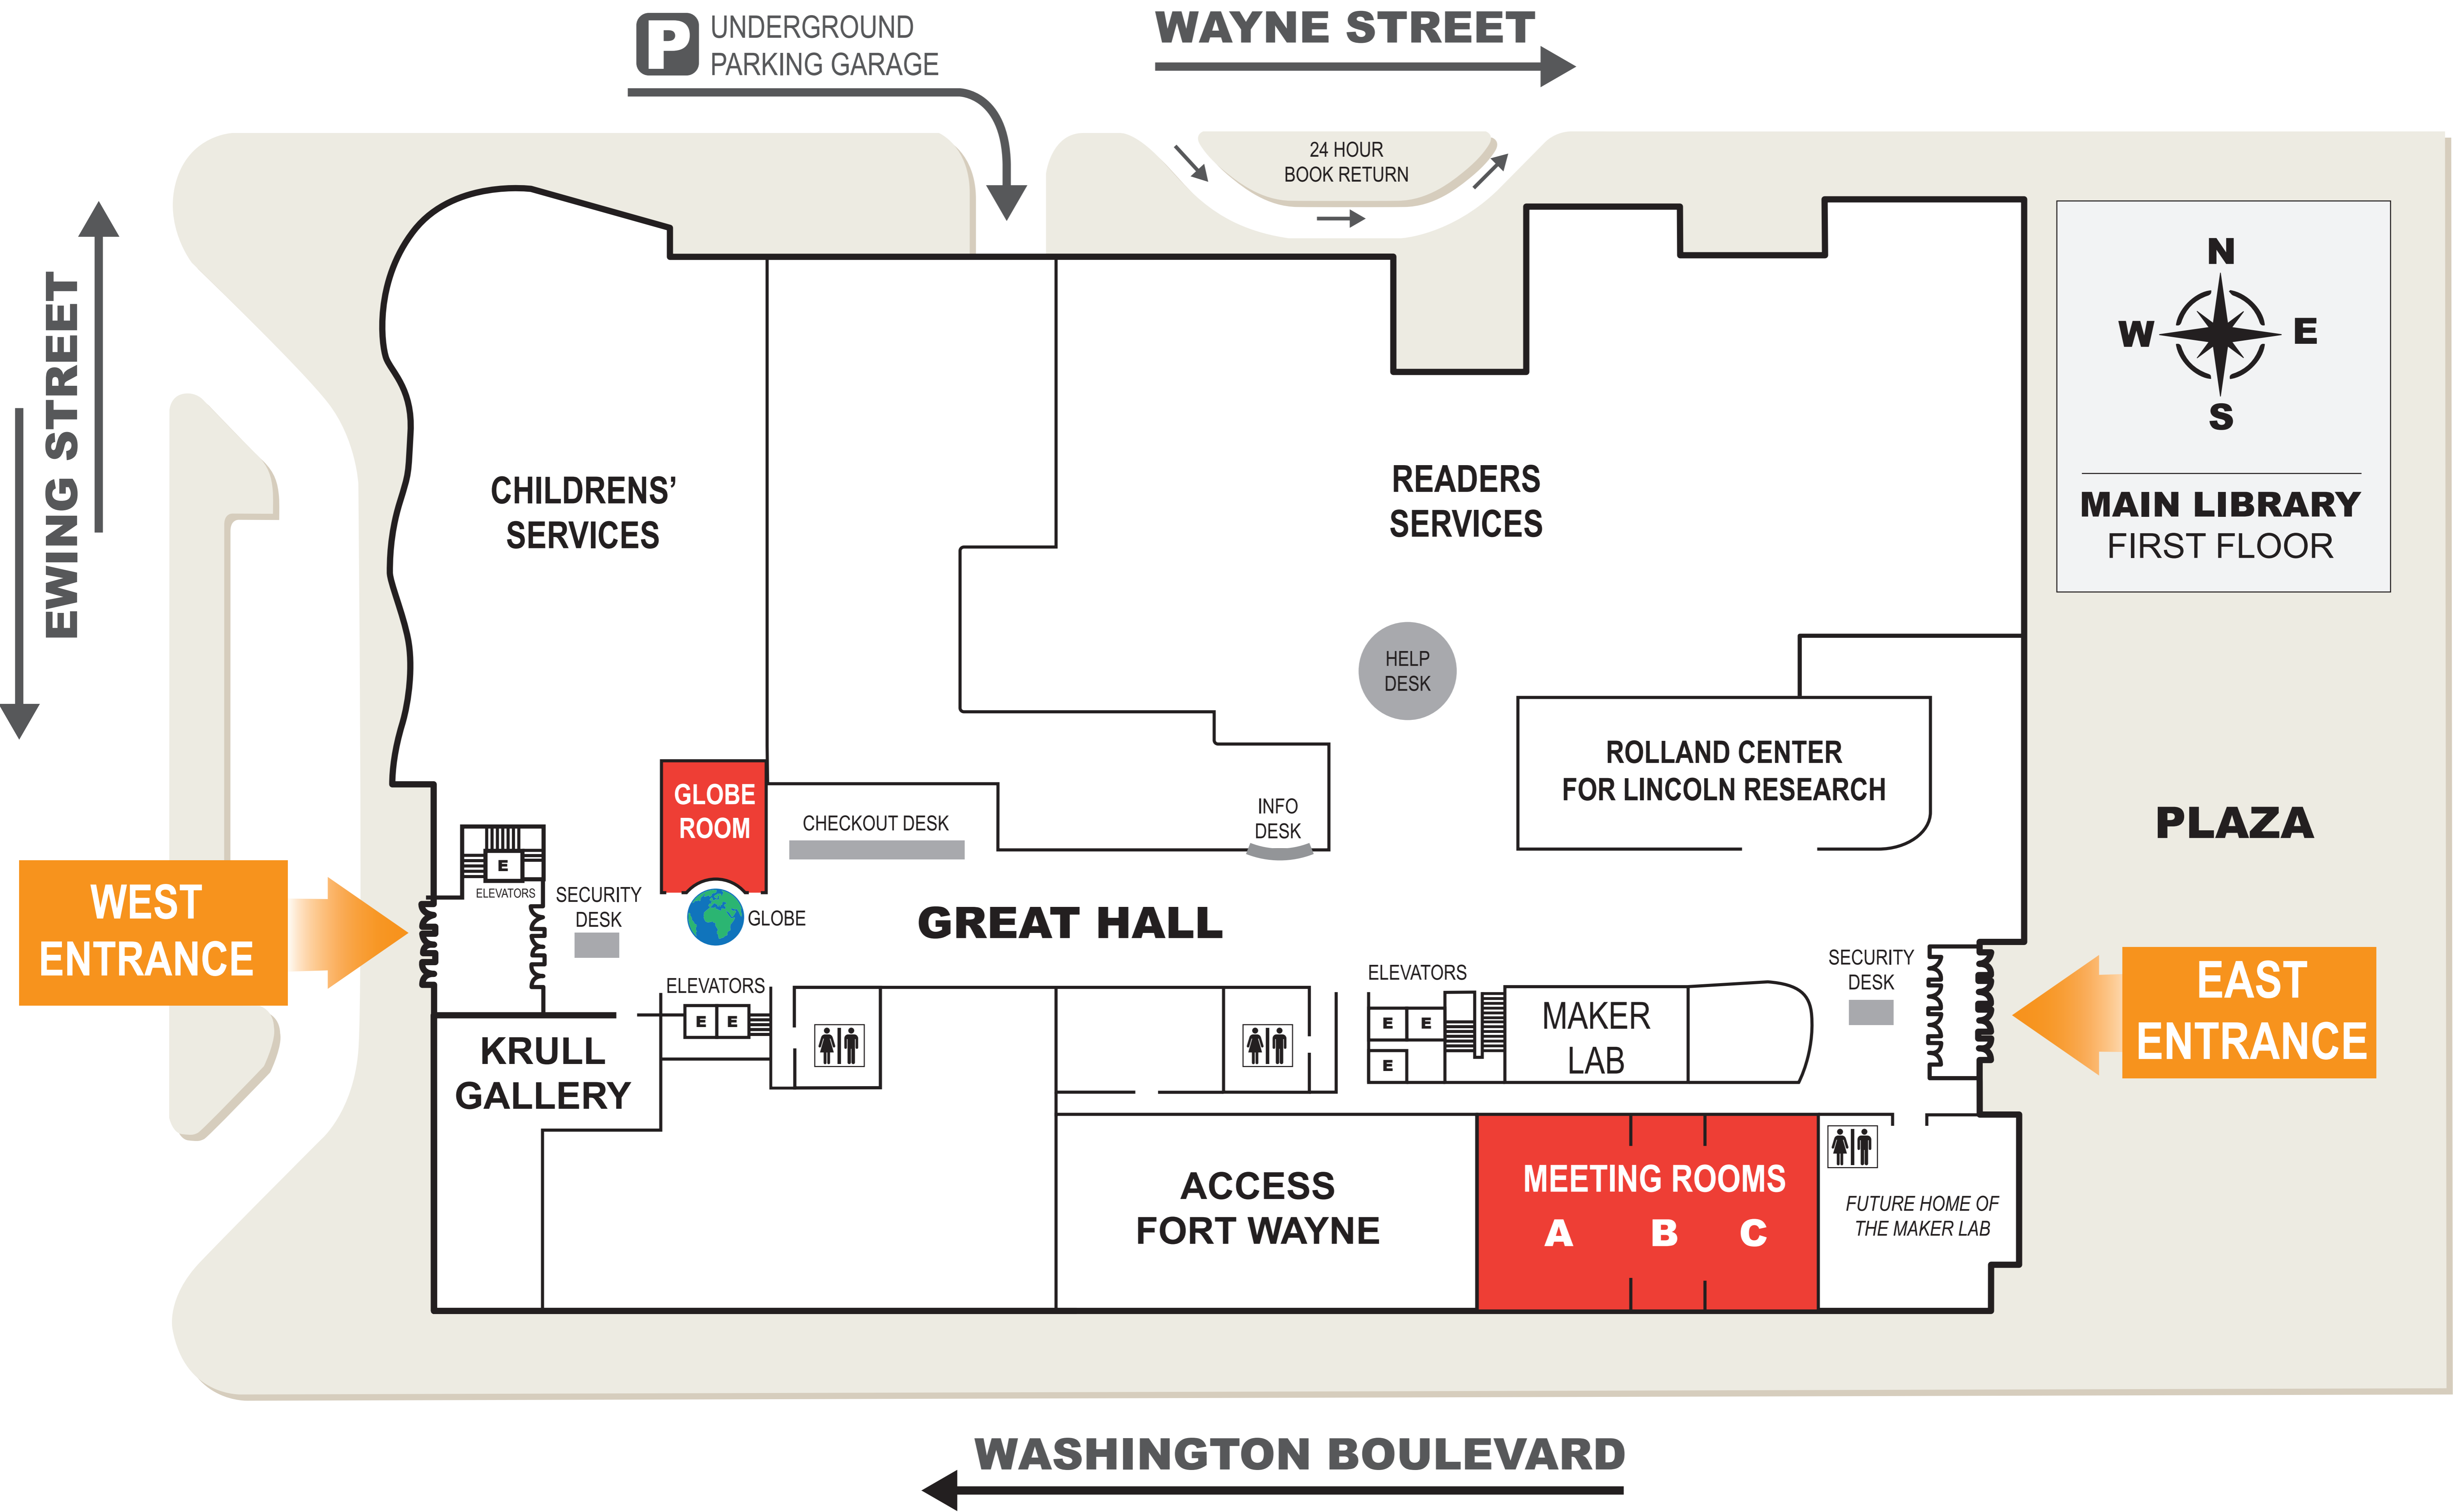 P
UNDERGROUND
PARKING GARAGE
WAYNE STREET
24 HOUR
BOOK RETURN
EWING STREET
N
W
E
S
MAIN LIBRARY
FIRST FLOOR
CHILDRENS’
SERVICES
READERS
SERVICES
HELP
DESK
ROLLAND CENTER
FOR LINCOLN RESEARCH
PLAZA
GLOBE
ROOM
CHECKOUT DESK
INFO
DESK
E
ELEVATORS
SECURITY
DESK
GLOBE
WEST
ENTRANCE
GREAT HALL
ELEVATORS
E E
ELEVATORS
E E
E
MAKER
LAB
SECURITY
DESK
EAST
ENTRANCE
KRULL
GALLERY
ACCESS
FORT WAYNE
MEETING ROOMS
A B C
FUTURE HOME OF
THE MAKER LAB
WASHINGTON BOULEVARD